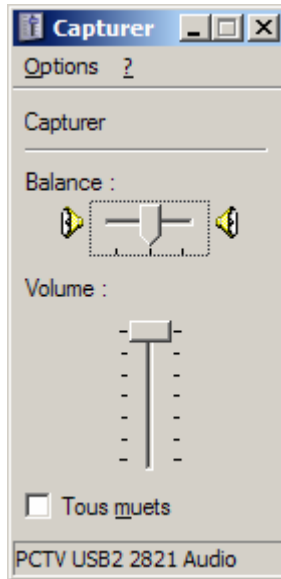 Capturer
Options ?
Capturer
Balance :
Volume :
Tous muets
PCTV USB2 2821 Audio